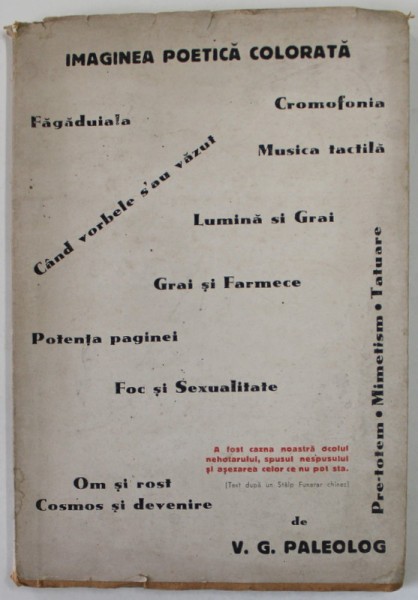 IMAGINEA POETICĂ COLORATĂ
Cromofonia
Făgăduiala
Musica tactilă
Când vorbele s'au văzut
Lumină si Grai
Grai și Farmece
Pre-totem • Mimetism • Tatuare
Potența paginei
Foc și Sexualitate
A fost cazna noastră ocolul
nehotarului, spusul nespusului
și așezarea celor ce nu pot sta.
(Text după un Stâlp Funerar chinez)
Om și rost
Cosmos și devenire
de
V. G. PALEOLOG